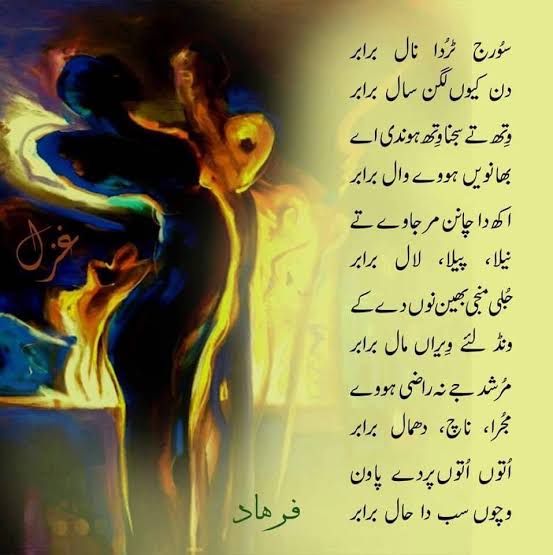 سُورج ٹُردا نال برابر
دن کیوں لگن سال برابر
وِتھ تے سجنا وِتھ ہوندی اے
بھانویں ہووے وال برابر
اکھ دا چانن مر جاوے تے
نیلا، پیلا، لال برابر
جُلی منجی بھین نوں دے کے
ونڈ لئے وِیراں مال برابر
مُرشد جے نہ راضی ہووے
مُجرا، ناچ، دھمال برابر
اُتوں اُتوں پردے پاون
وچوں سب دا حال برابر
غزل
فرھاد